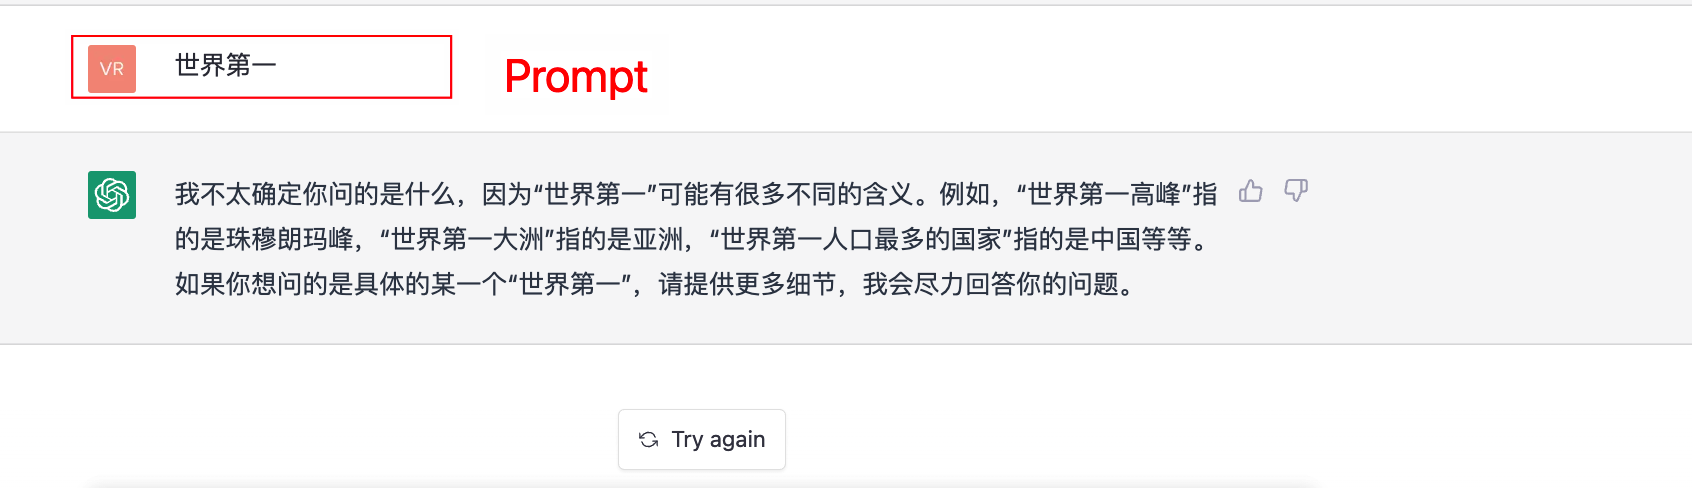 VR 世界第一
Prompt
我不太确定你问的是什么，因为“世界第一”可能有很多不同的含义。例如，“世界第一高峰”指
的是珠穆朗玛峰，“世界第一大洲”指的是亚洲，“世界第一人口最多的国家”指的是中国等等。
如果你想问的是具体的某一个“世界第一”，请提供更多细节，我会尽力回答你的问题。
Try again